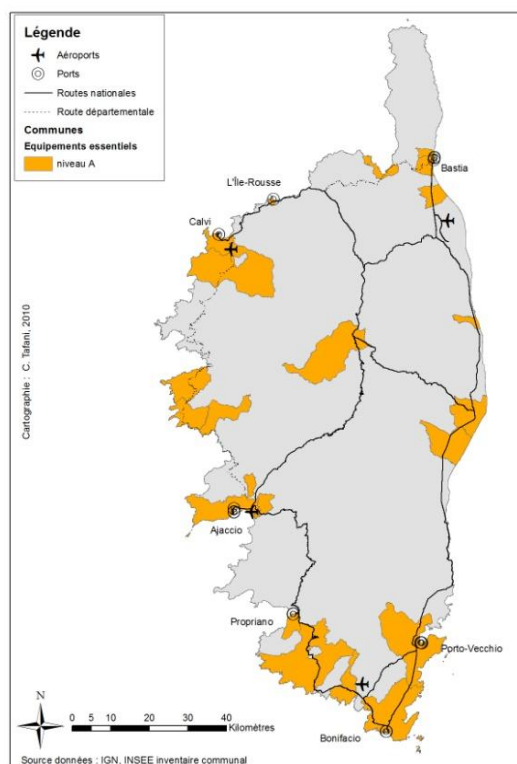 Légende
Aéroports
Ports
Routes nationales
Route départementale
Communes
Equipements essentiels
niveau A
Bastia
L'Île-Rousse
Calvi
Cartographie : C. Tafani, 2010
Ajaccio
Propriano
Porto-Vecchio
Bonifacio
N
0 5 10 20 30 40
Kilomètres
Source données : IGN, INSEE inventaire communal